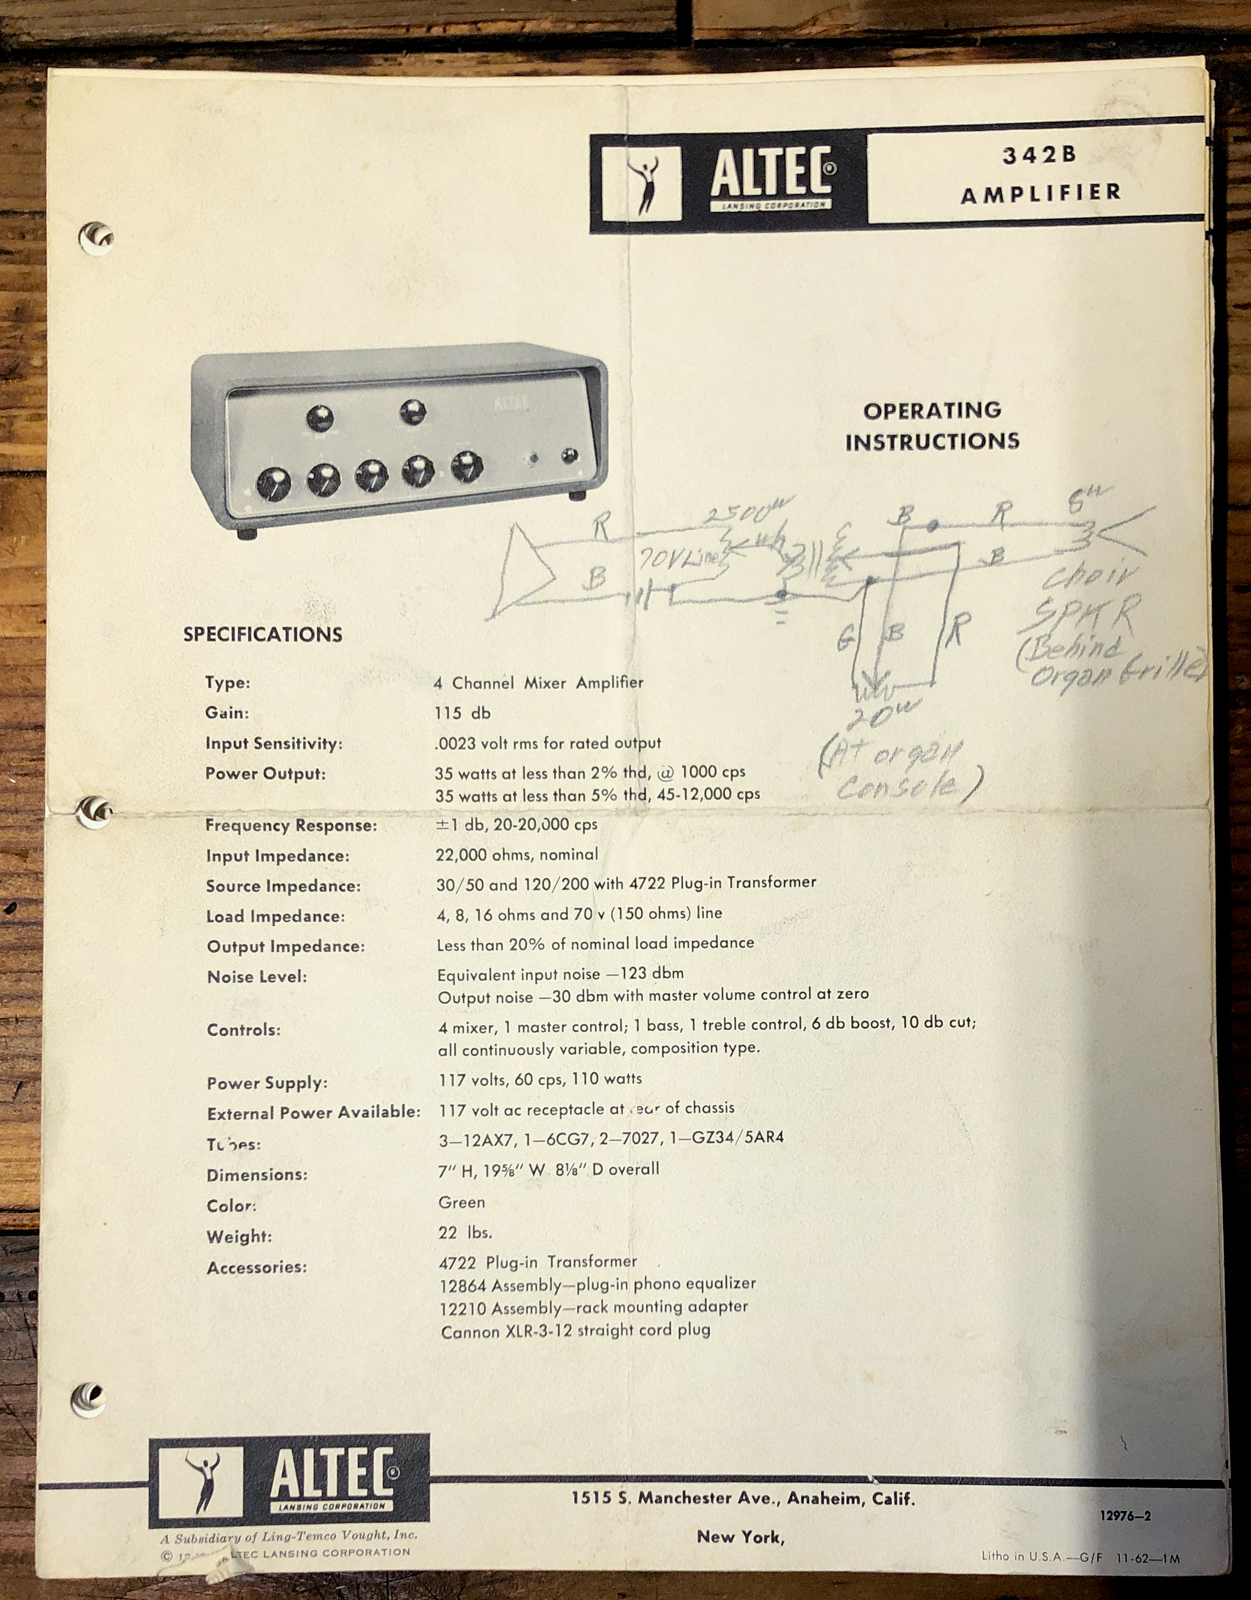 ALTEC®
LANSING CORPORATION
342B
AMPLIFIER
ALTEC
OPERATING
INSTRUCTIONS
R
B
70V Line
B
R
B
G
B
R
Choir
SPKR
(Behind
Organ Grille)
20W
(At organ
Console)
SPECIFICATIONS
Type: 4 Channel Mixer Amplifier
Gain: 115 db
Input Sensitivity: .0023 volt rms for rated output
Power Output: 35 watts at less than 2% thd, @ 1000 cps
35 watts at less than 5% thd, 45-12,000 cps
Frequency Response: ±1 db, 20-20,000 cps
Input Impedance: 22,000 ohms, nominal
Source Impedance: 30/50 and 120/200 with 4722 Plug-in Transformer
Load Impedance: 4, 8, 16 ohms and 70 v (150 ohms) line
Output Impedance: Less than 20% of nominal load impedance
Noise Level: Equivalent input noise —123 dbm
Output noise —30 dbm with master volume control at zero
Controls: 4 mixer, 1 master control; 1 bass, 1 treble control, 6 db boost, 10 db cut;
all continuously variable, composition type.
Power Supply: 117 volts, 60 cps, 110 watts
External Power Available: 117 volt ac receptacle at rear of chassis
Tubes: 3—12AX7, 1—6CG7, 2—7027, 1—GZ34/5AR4
Dimensions: 7" H, 19⅝" W 8⅛" D overall
Color: Green
Weight: 22 lbs.
Accessories: 4722 Plug-in Transformer
12864 Assembly—plug-in phono equalizer
12210 Assembly—rack mounting adapter
Cannon XLR-3-12 straight cord plug
ALTEC®
LANSING CORPORATION
A Subsidiary of Ling-Temco Vought, Inc.
© ALTEC LANSING CORPORATION
1515 S. Manchester Ave., Anaheim, Calif.
New York,
12976—2
Litho in U.S.A.—G/F 11-62—1M